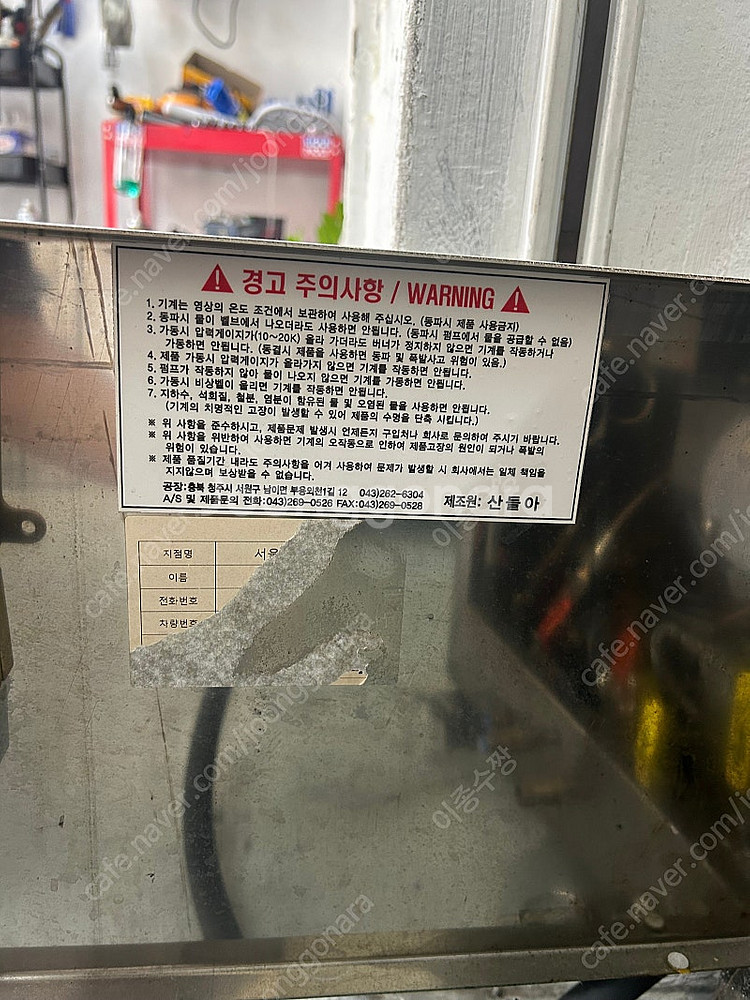 경고 주의사항 / WARNING
1. 기계는 영상의 온도 조건에서 보관하여 사용해 주십시오. (동파시 제품 사용금지)
2. 동파시 물이 벨브에서 나오더라도 사용하면 안됩니다. (동파시 펌프에서 물을 공급할 수 없음)
3. 가동시 압력게이지가(10~20K) 올라 가더라도 버너가 정지하지 않으면 기계를 작동하거나
가동하면 안됩니다. (동결시 제품을 사용하면 동파 및 폭발사고 위험이 있음.)
4. 제품 가동시 압력게이지가 올라가지 않으면 기계를 작동하면 안됩니다.
5. 펌프가 작동하지 않아 물이 나오지 않으면 기계를 가동하면 안됩니다.
6. 가동시 비상벨이 울리면 기계를 작동하면 안됩니다.
7. 지하수, 석회질, 철분, 염분이 함유된 물 및 오염된 물을 사용하면 안됩니다.
(기계의 치명적인 고장이 발생할 수 있어 제품의 수명을 단축 시킵니다.)
※ 위 사항을 준수하시고, 제품문제 발생시 언제든지 구입처나 회사로 문의하여 주시기 바랍니다.
※ 위 사항을 위반하여 사용하면 기계의 오작동으로 인하여 제품고장의 원인이 되거나 폭발의
위험이 있습니다.
※ 제품 품질기간 내라도 주의사항을 어겨 사용하여 문제가 발생할 시 회사에서는 일체 책임을
지지않으며 보상받을 수 없습니다.
공장:충북 청주시 서원구 남이면 부용외천1길 12 043)262-6304
A/S 및 제품문의 전화:043)269-0526 FAX:043)269-0528 제조원: 산돌아
지점명 서울
이름
전화번호
차량번호
cafe.naver.com/joonggonara
이종수짱